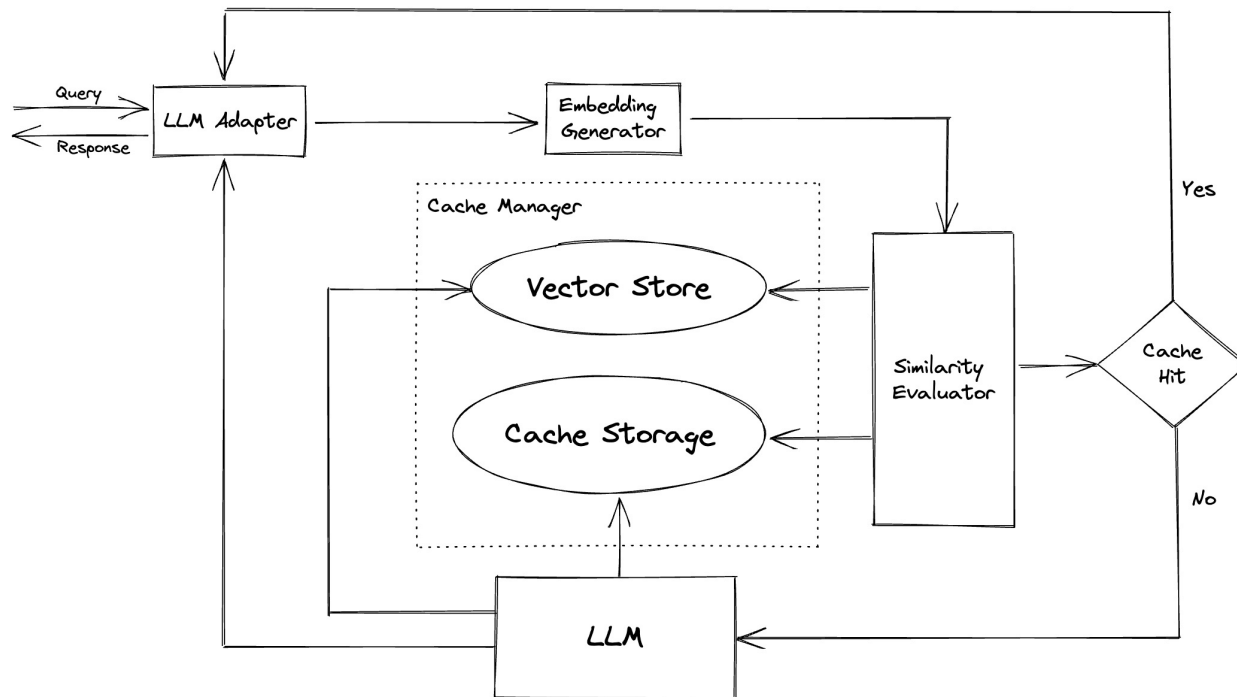 Query
LLM Adapter
Response
Embedding
Generator
Cache Manager
Yes
Vector Store
Similarity
Evaluator
Cache
Hit
Cache Storage
No
LLM